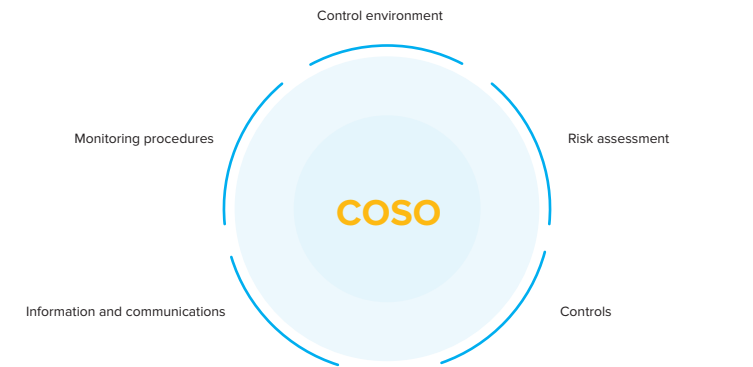 Control environment
Monitoring procedures
Risk assessment
COSO
Information and communications
Controls